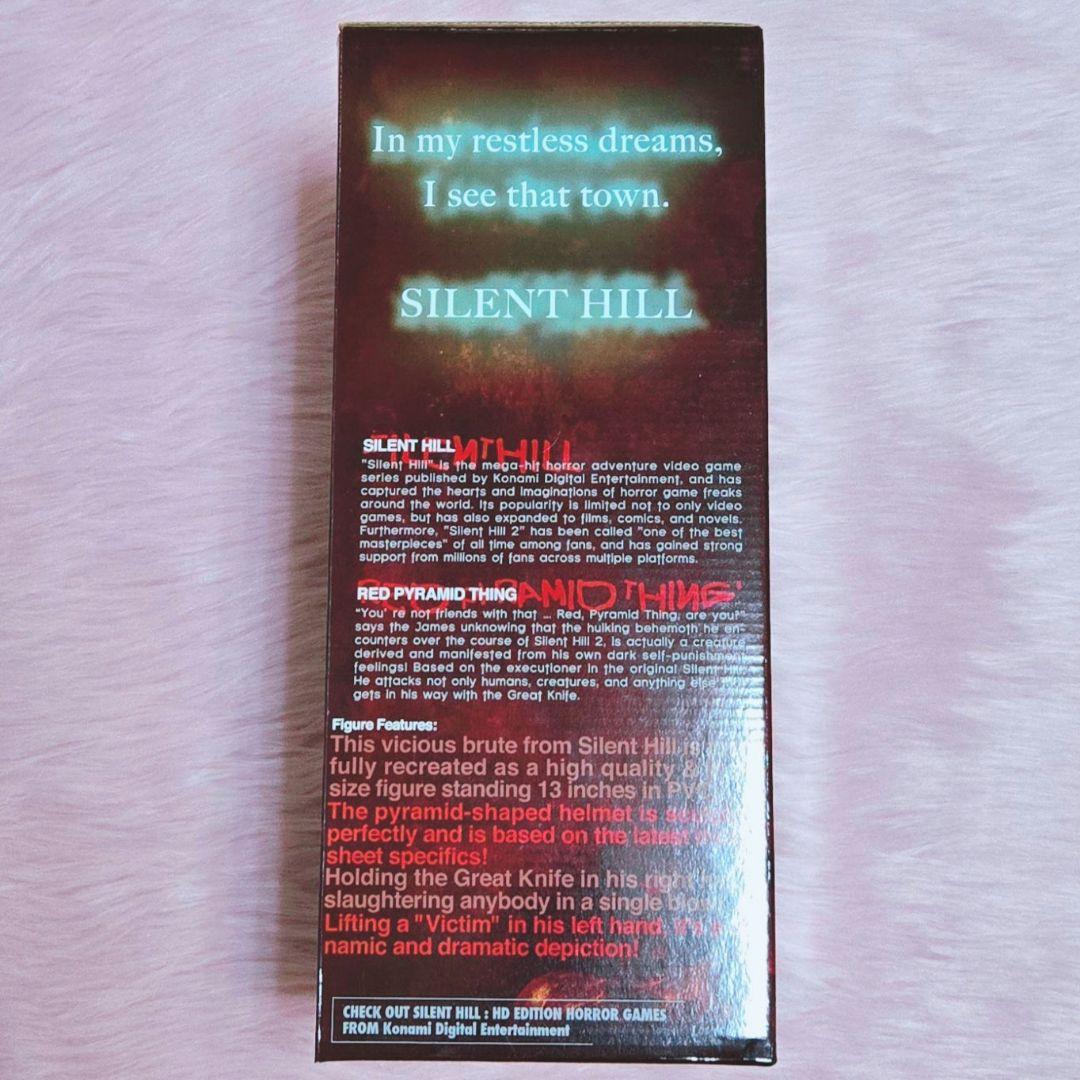 In my restless dreams,
I see that town.
SILENT HILL
SILENT HILL
SILENT HILL
"Silent Hill" is the mega-hit horror adventure video game
series published by Konami Digital Entertainment, and has
captured the hearts and imaginations of horror game freaks
around the world. Its popularity is limited not to only video
games, but has also expanded to films, comics, and novels.
Furthermore, "Silent Hill 2" has been called "one of the best
masterpieces" of all time among fans, and has gained strong
support from millions of fans across multiple platforms.
RED PYRAMID THING
RED PYRAMID THING
"You' re not friends with that ... Red, Pyramid Thing, are you?"
says the James unknowing that the hulking behemoth he en-
counters over the course of Silent Hill 2, is actually a creature
derived and manifested from his own dark self-punishment
feelings! Based on the executioner in the original Silent Hill.
He attacks not only humans, creatures, and anything else
gets in his way with the Great Knife.
Figure Features:
This vicious brute from Silent Hill is
fully recreated as a high quality &
size figure standing 13 inches in PVC
The pyramid-shaped helmet is
perfectly and is based on the latest
sheet specifics!
Holding the Great Knife in his right
slaughtering anybody in a single blow
Lifting a "Victim" in his left hand, it's a
namic and dramatic depiction!
CHECK OUT SILENT HILL : HD EDITION HORROR GAMES
FROM Konami Digital Entertainment